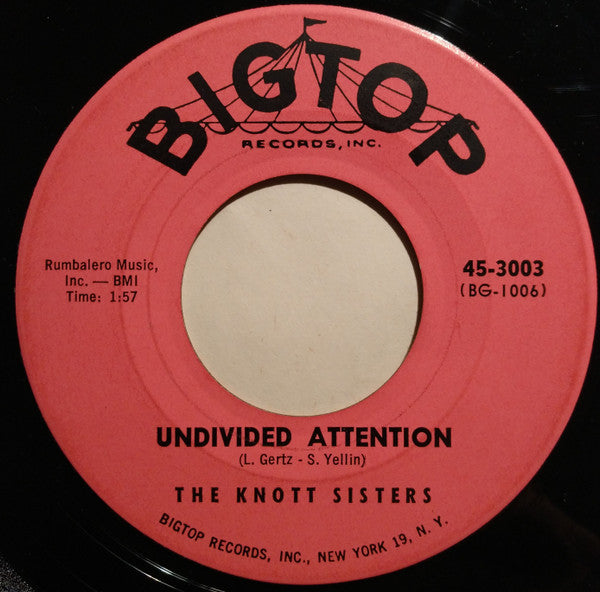 BIGTOP
RECORDS, INC.
Rumbalero Music,
Inc. — BMI
Time: 1:57
45-3003
(BG-1006)
UNDIVIDED ATTENTION
(L. Gertz - S. Yellin)
THE KNOTT SISTERS
BIGTOP RECORDS, INC., NEW YORK 19, N. Y.